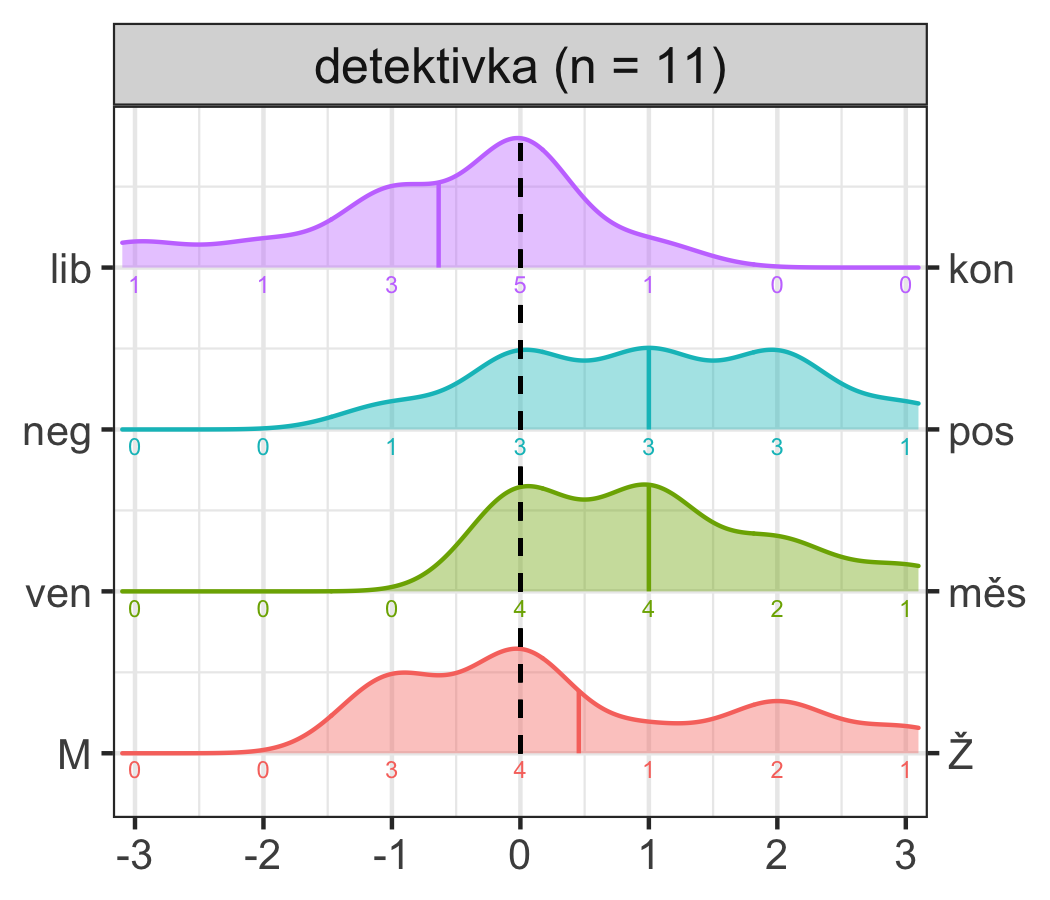 detektivka (n = 11)
lib kon
1 1 3 5 1 0 0
neg pos
0 0 1 3 3 3 1
ven měs
0 0 0 4 4 2 1
M Ž
0 0 3 4 1 2 1
-3 -2 -1 0 1 2 3